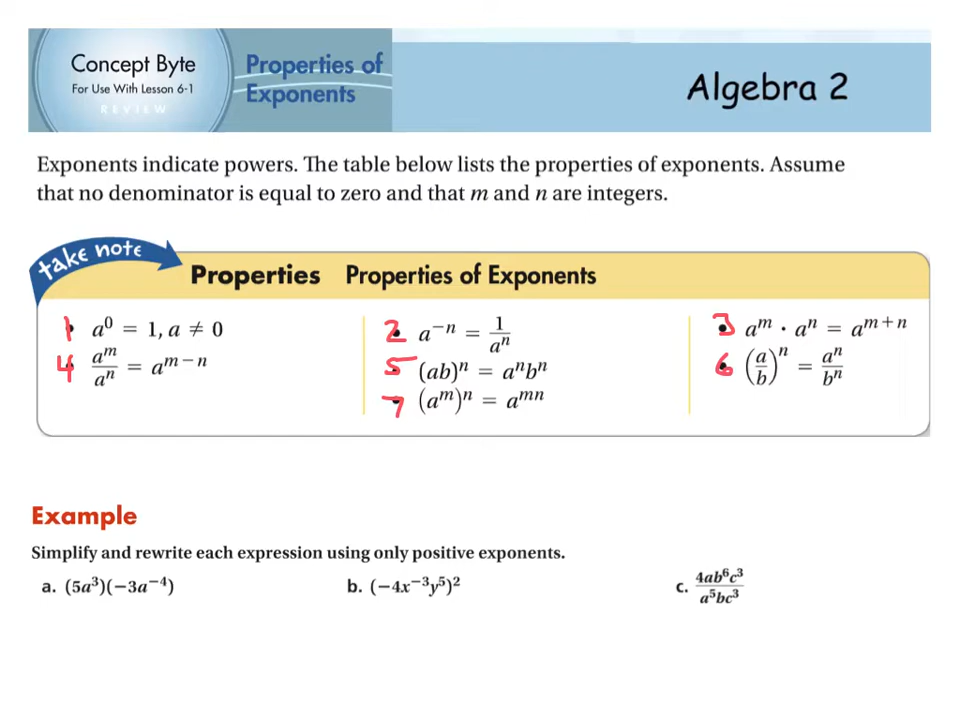 Concept Byte
For Use With Lesson 6-1
REVIEW
Properties of
Exponents
Algebra 2
Exponents indicate powers. The table below lists the properties of exponents. Assume
that no denominator is equal to zero and that m and n are integers.
take note
Properties Properties of Exponents
1 a⁰ = 1, a ≠ 0
4 aᵐ/aⁿ = aᵐ⁻ⁿ
2 a⁻ⁿ = 1/aⁿ
5 (ab)ⁿ = aⁿbⁿ
7 (aᵐ)ⁿ = aᵐⁿ
3 aᵐ · aⁿ = aᵐ⁺ⁿ
6 (a/b)ⁿ = aⁿ/bⁿ
Example
Simplify and rewrite each expression using only positive exponents.
a. (5a³)(−3a⁻⁴)
b. (−4x⁻³y⁵)²
c. 4ab⁶c³/a⁵bc³